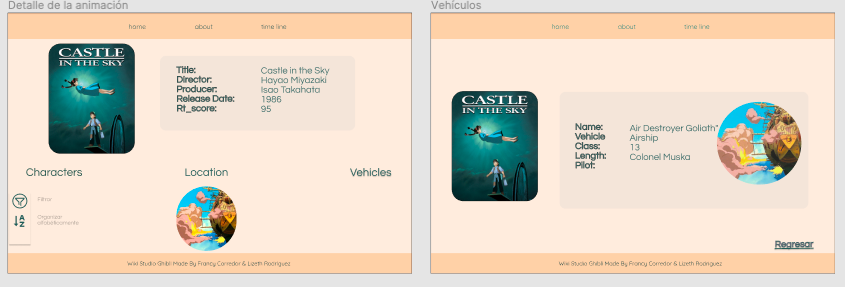 Detalle de la animación
home about time line
CASTLE
IN THE SKY
Title: Castle in the Sky
Director: Hayao Miyazaki
Producer: Isao Takahata
Release Date: 1986
Rt_score: 95
Characters Location Vehicles
Filtrar
Organizar
alfabéticamente
Wiki Studio Ghibli Made By Francy Corredor & Lizeth Rodriguez
Vehículos
home about time line
CASTLE
IN THE SKY
Name: Air Destroyer Goliath"
Vehicle Airship
Class: 13
Length: Colonel Muska
Pilot:
Regresar
Wiki Studio Ghibli Made By Francy Corredor & Lizeth Rodriguez